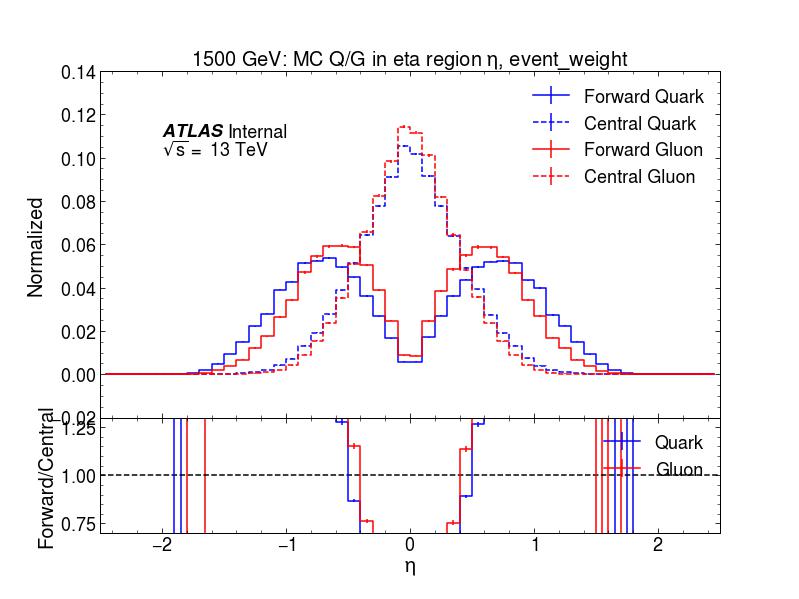 1500 GeV: MC Q/G in eta region η, event_weight
0.14
0.12
0.10
0.08
0.06
0.04
0.02
0.00
Normalized
ATLAS Internal
√s = 13 TeV
Forward Quark
Central Quark
Forward Gluon
Central Gluon
−0.02
1.25
1.00
0.75
Forward/Central
Quark
Gluon
−2
−1
0
1
2
η